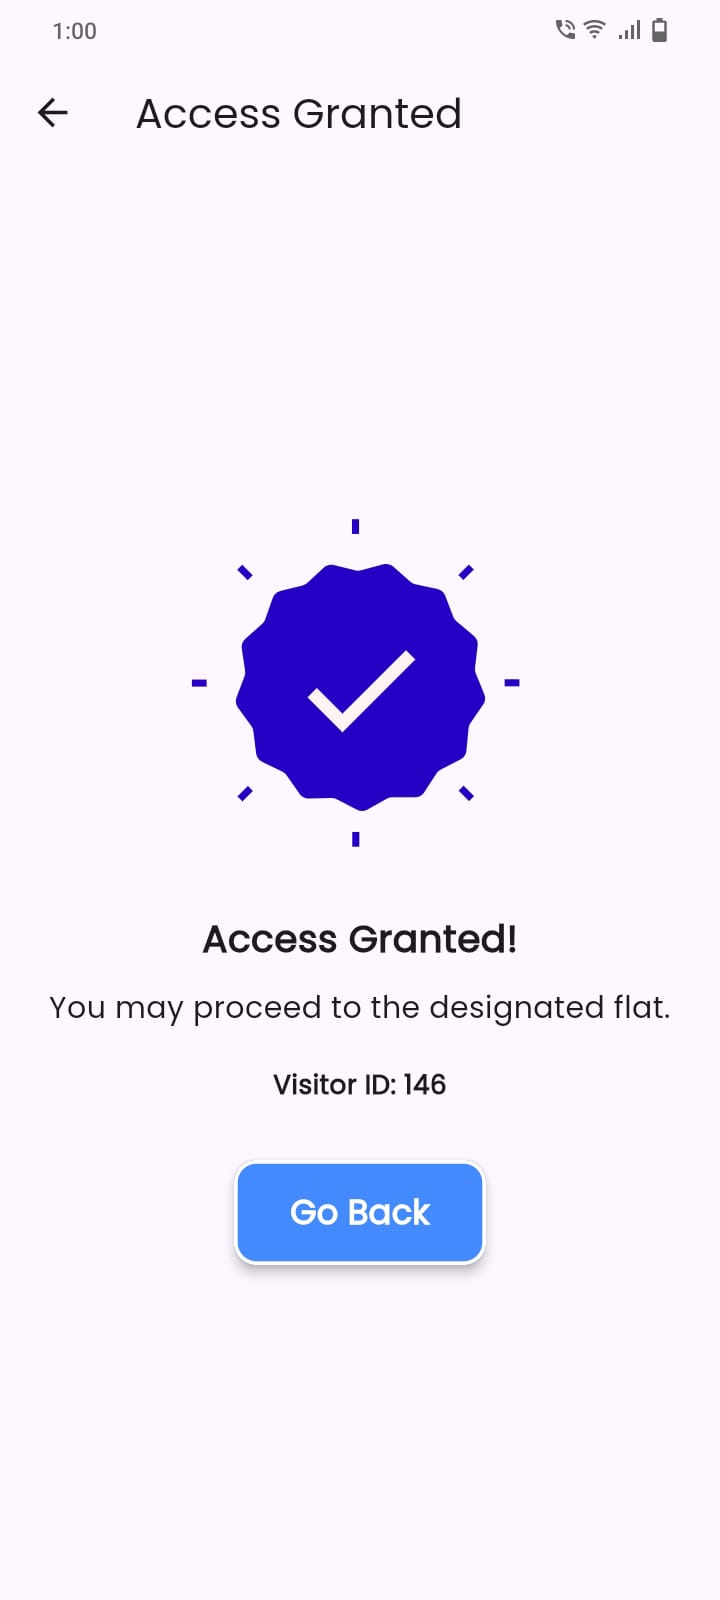 1:00
Access Granted
Access Granted!
You may proceed to the designated flat.
Visitor ID: 146
Go Back